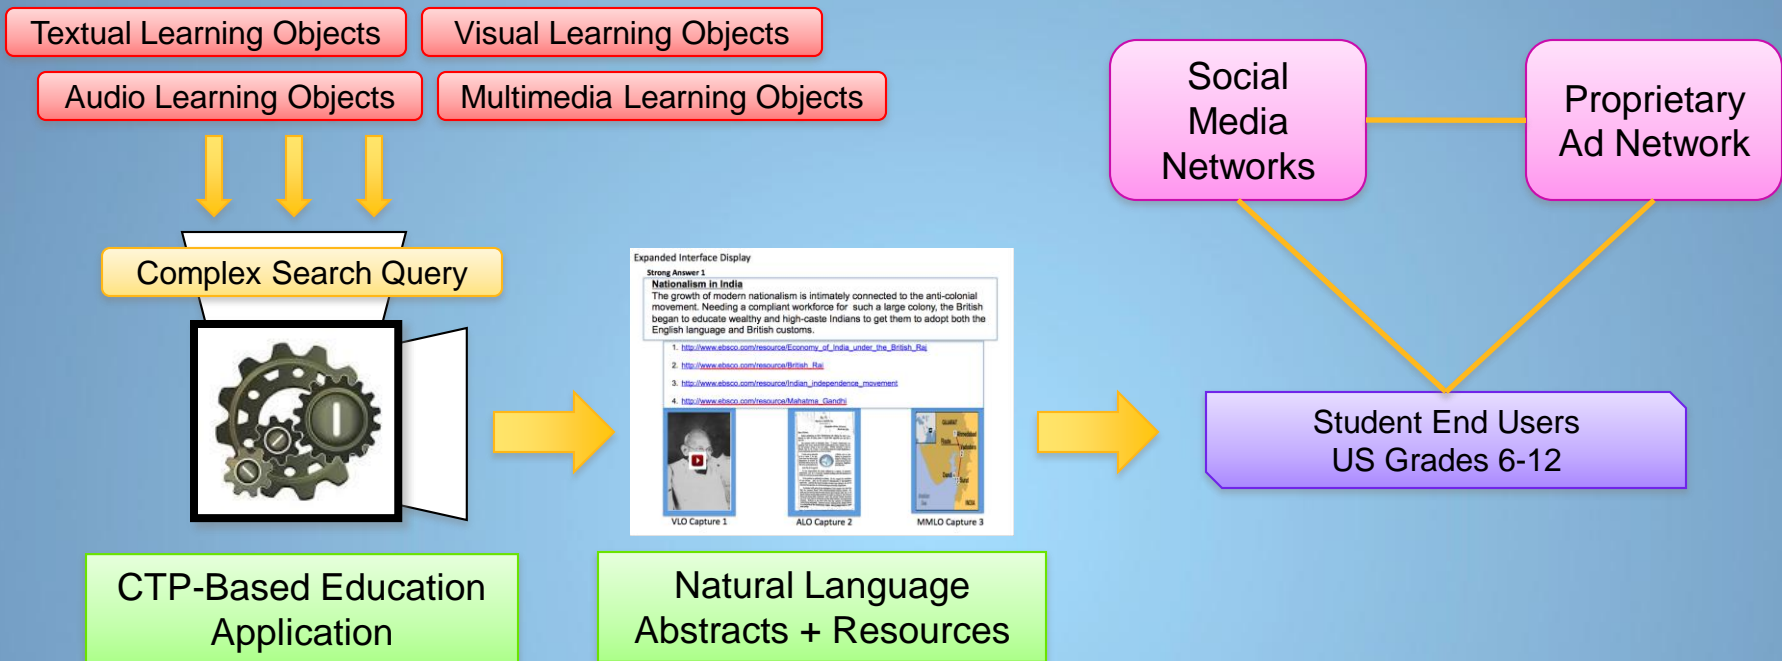 Textual Learning Objects
Visual Learning Objects
Audio Learning Objects
Multimedia Learning Objects
Complex Search Query
CTP-Based Education
Application
Expanded Interface Display
Strong Answer 1
Nationalism in India
The growth of modern nationalism is intimately connected to the anti-colonial
movement. Needing a compliant workforce for such a large colony, the British
began to educate wealthy and high-caste Indians to get them to adopt both the
English language and British customs.
1. http://www.ebsco.com/resource/Economy_of_India_under_the_British_Raj
2. http://www.ebsco.com/resource/British_Raj
3. http://www.ebsco.com/resource/Indian_independence_movement
4. http://www.ebsco.com/resource/Mahatma_Gandhi
VLO Capture 1
ALO Capture 2
MMLO Capture 3
Natural Language
Abstracts + Resources
Social
Media
Networks
Proprietary
Ad Network
Student End Users
US Grades 6-12